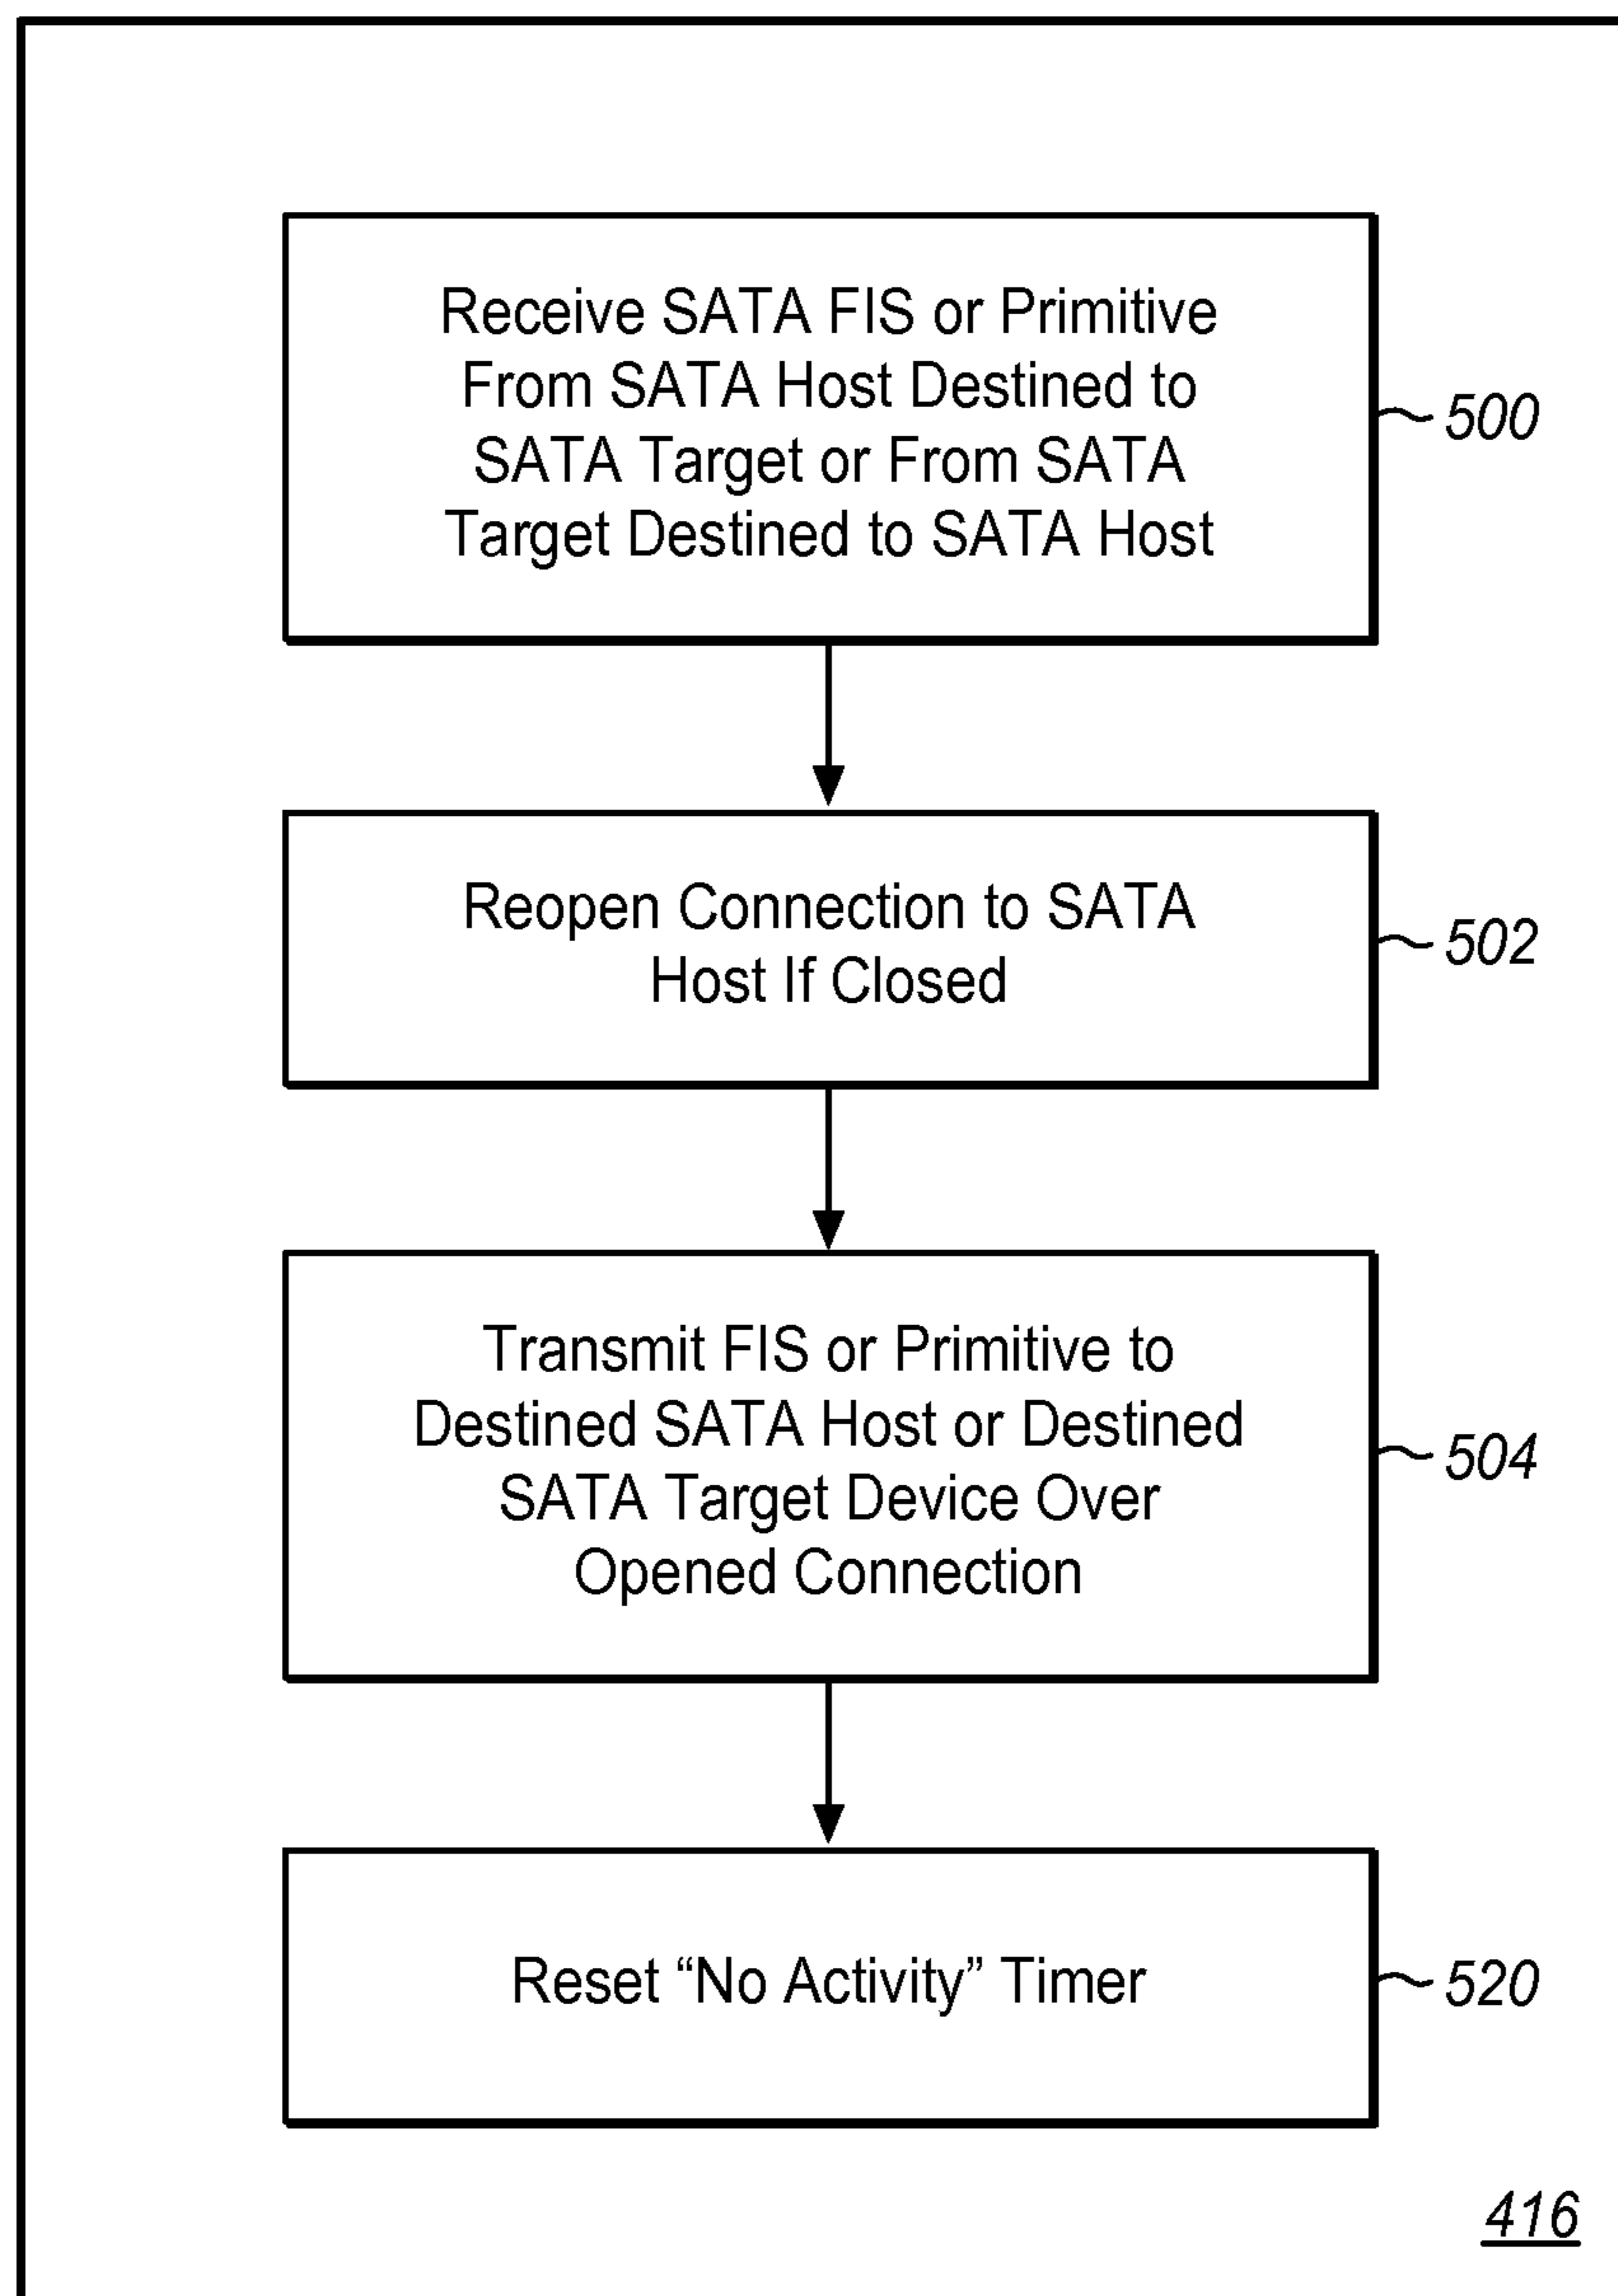 Receive SATA FIS or Primitive
From SATA Host Destined to
SATA Target or From SATA
Target Destined to SATA Host
500
Reopen Connection to SATA
Host If Closed
502
Transmit FIS or Primitive to
Destined SATA Host or Destined
SATA Target Device Over
Opened Connection
504
Reset “No Activity” Timer
520
416